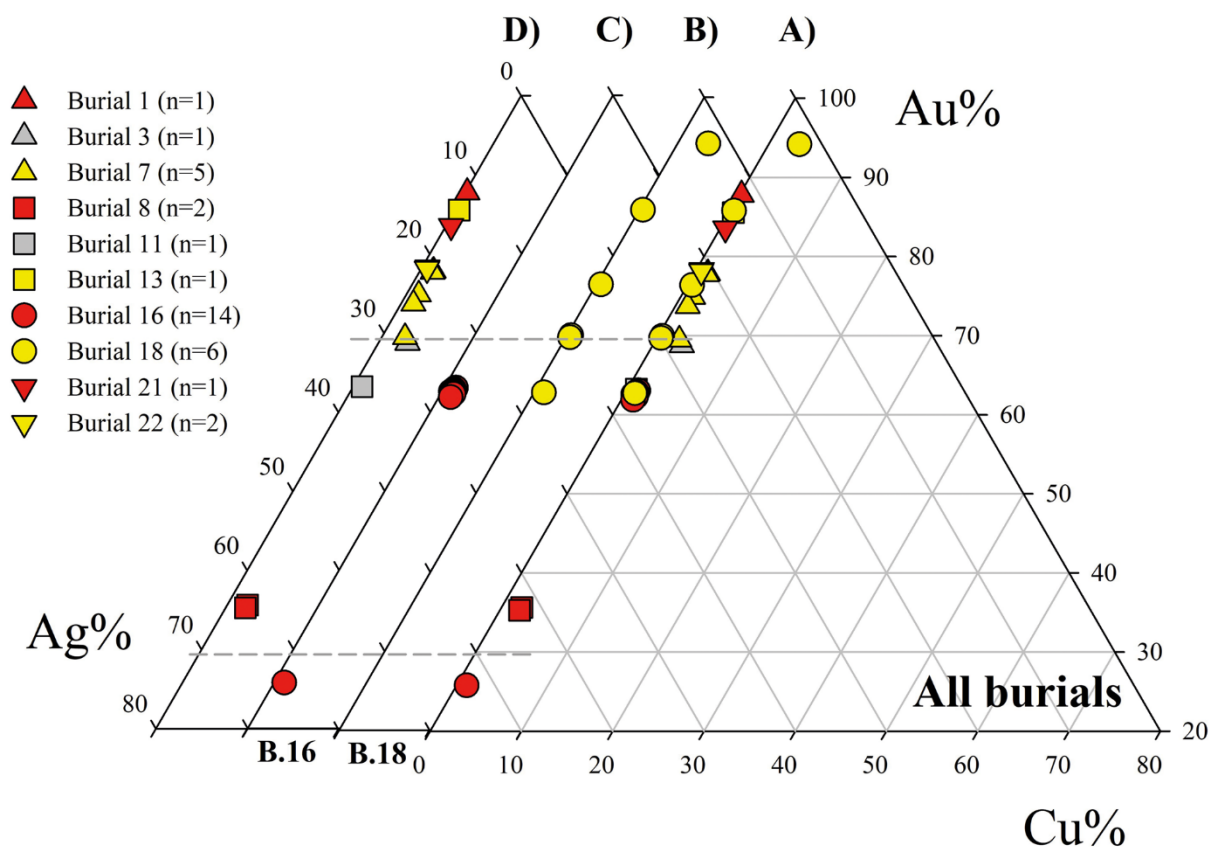 D) C) B) A)
0
100
Au%
Burial 1 (n=1)
Burial 3 (n=1)
Burial 7 (n=5)
Burial 8 (n=2)
Burial 11 (n=1)
Burial 13 (n=1)
Burial 16 (n=14)
Burial 18 (n=6)
Burial 21 (n=1)
Burial 22 (n=2)
10
20
30
40
50
60
70
80
Ag%
90
80
70
60
50
40
30
20
All burials
B.16 B.18
0 10 20 30 40 50 60 70 80
Cu%